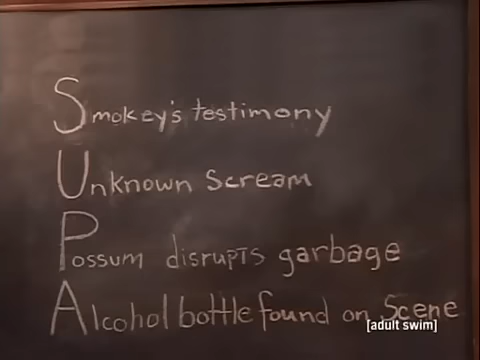 Smokey's testimony
Unknown Scream
Possum disrupts garbage
Alcohol bottle found on Scene
[adult swim]